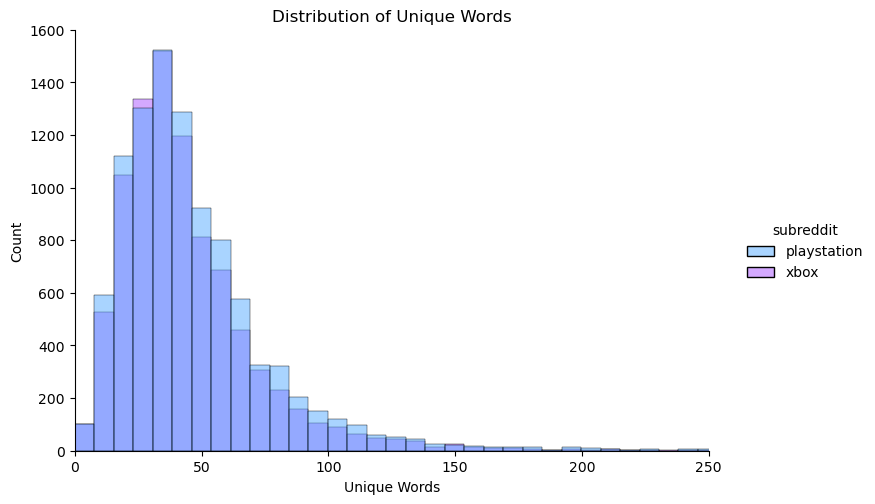 Distribution of Unique Words
1600
1400
1200
1000
800
600
400
200
0
Count
0 50 100 150 200 250
Unique Words
subreddit
playstation
xbox